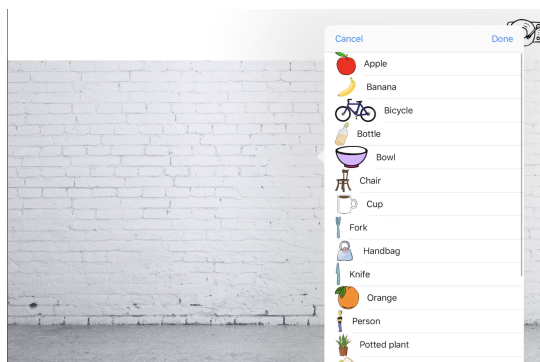 Cancel Done
Apple
Banana
Bicycle
Bottle
Bowl
Chair
Cup
Fork
Handbag
Knife
Orange
Person
Potted plant